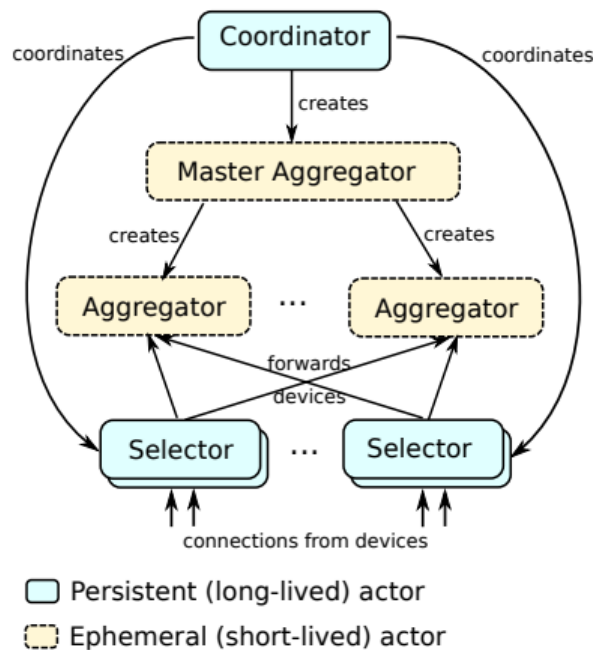 Coordinator
coordinates
coordinates
creates
Master Aggregator
creates
creates
Aggregator
...
Aggregator
forwards
devices
Selector
...
Selector
connections from devices
Persistent (long-lived) actor
Ephemeral (short-lived) actor